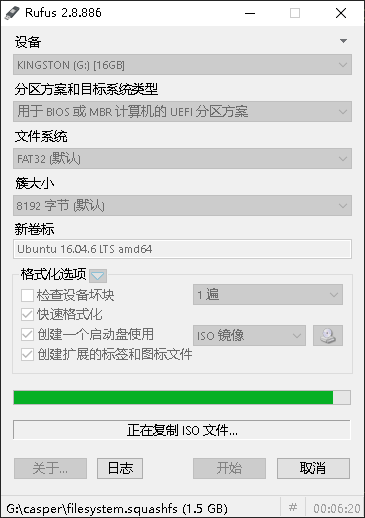 Rufus 2.8.886
设备
KINGSTON (G:) [16GB]
分区方案和目标系统类型
用于 BIOS 或 MBR 计算机的 UEFI 分区方案
文件系统
FAT32 (默认)
簇大小
8192 字节 (默认)
新卷标
Ubuntu 16.04.6 LTS amd64
格式化选项
检查设备坏块 1 遍
快速格式化
创建一个启动盘使用 ISO 镜像
创建扩展的标签和图标文件
正在复制 ISO 文件...
关于... 日志 开始 取消
G:\casper\filesystem.squashfs (1.5 GB) # 00:06:20